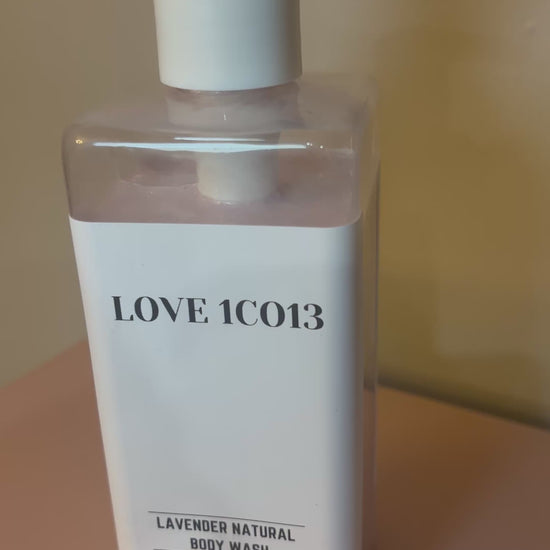 LOVE 1CO13
LAVENDER NATURAL
BODY WASH